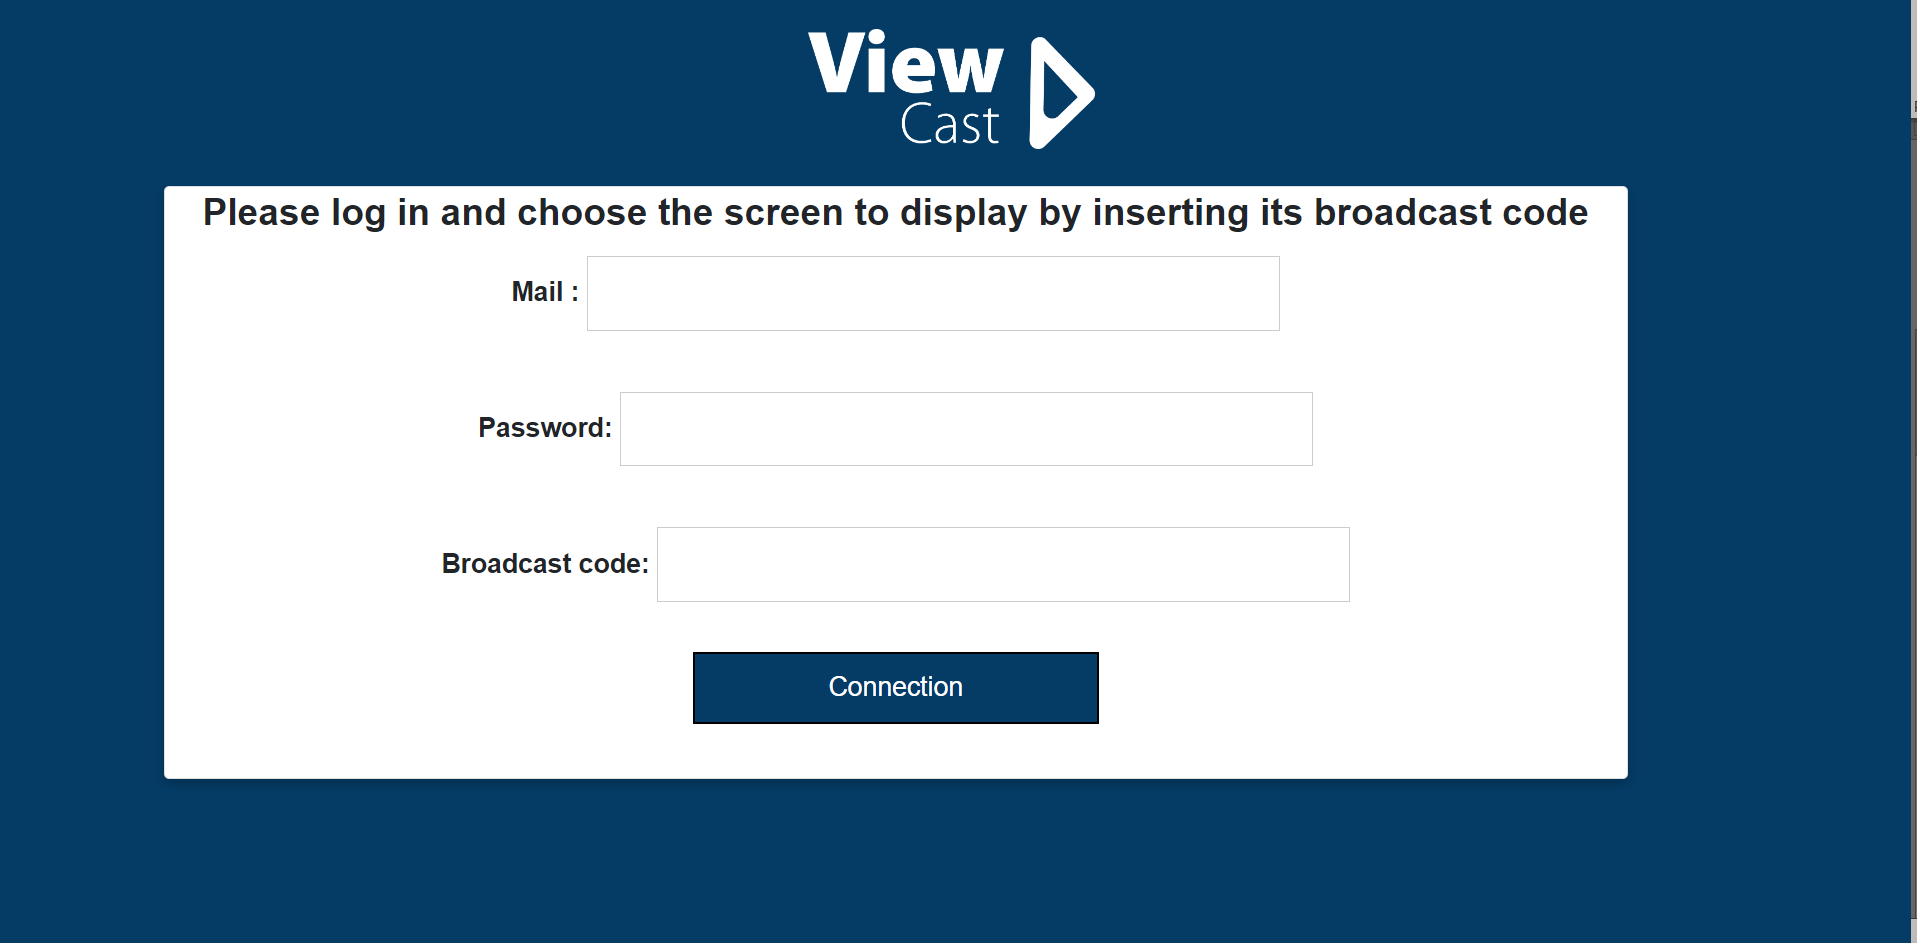 View
Cast
Please log in and choose the screen to display by inserting its broadcast code
Mail :
Password:
Broadcast code:
Connection